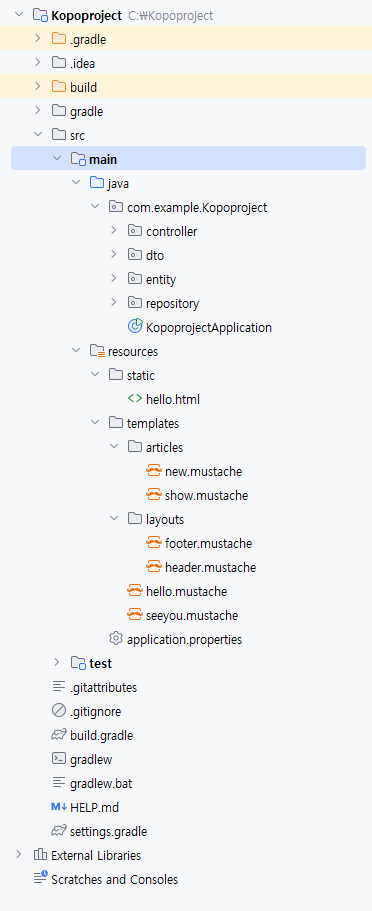 Kopoproject C:₩Kopoproject
.gradle
.idea
build
gradle
src
main
java
com.example.Kopoproject
controller
dto
entity
repository
KopoprojectApplication
resources
static
hello.html
templates
articles
new.mustache
show.mustache
layouts
footer.mustache
header.mustache
hello.mustache
seeyou.mustache
application.properties
test
.gitattributes
.gitignore
build.gradle
gradlew
gradlew.bat
M↓ HELP.md
settings.gradle
External Libraries
Scratches and Consoles